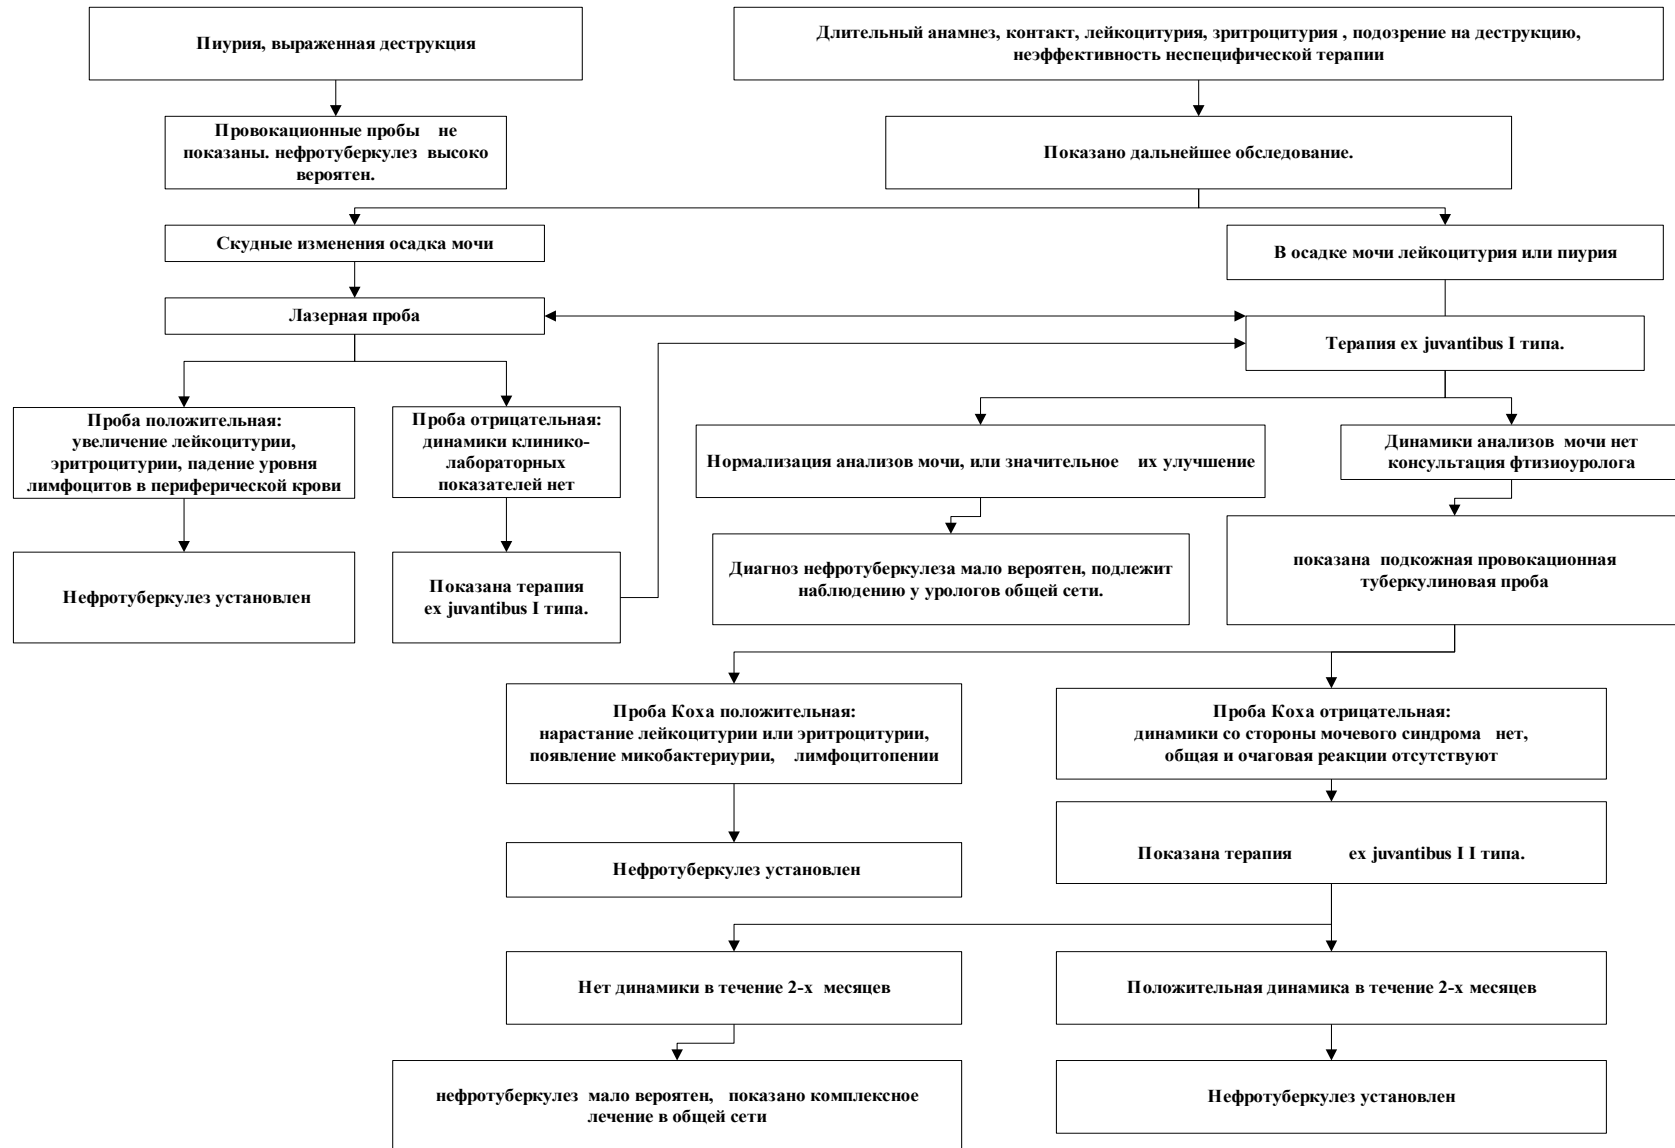 Пиурия, выраженная деструкция
Длительный анамнез, контакт, лейкоцитурия, зритроцитурия , подозрение на деструкцию,
неэффективность неспецифической терапии
Провокационные пробы не
показаны. нефротуберкулез высоко
вероятен.
Показано дальнейшее обследование.
Скудные изменения осадка мочи
В осадке мочи лейкоцитурия или пиурия
Лазерная проба
Терапия ex juvantibus I типа.
Проба положительная:
увеличение лейкоцитурии,
эритроцитурии, падение уровня
лимфоцитов в периферической крови
Проба отрицательная:
динамики клинико-
лабораторных
показателей нет
Нормализация анализов мочи, или значительное их улучшение
Динамики анализов мочи нет
консультация фтизиоуролога
Нефротуберкулез установлен
Показана терапия
ex juvantibus I типа.
Диагноз нефротуберкулеза мало вероятен, подлежит
наблюдению у урологов общей сети.
показана подкожная провокационная
туберкулиновая проба
Проба Коха положительная:
нарастание лейкоцитурии или эритроцитурии,
появление микобактериурии, лимфоцитопении
Проба Коха отрицательная:
динамики со стороны мочевого синдрома нет,
общая и очаговая реакции отсутствуют
Нефротуберкулез установлен
Показана терапия ex juvantibus I I типа.
Нет динамики в течение 2-х месяцев
Положительная динамика в течение 2-х месяцев
нефротуберкулез мало вероятен, показано комплексное
лечение в общей сети
Нефротуберкулез установлен